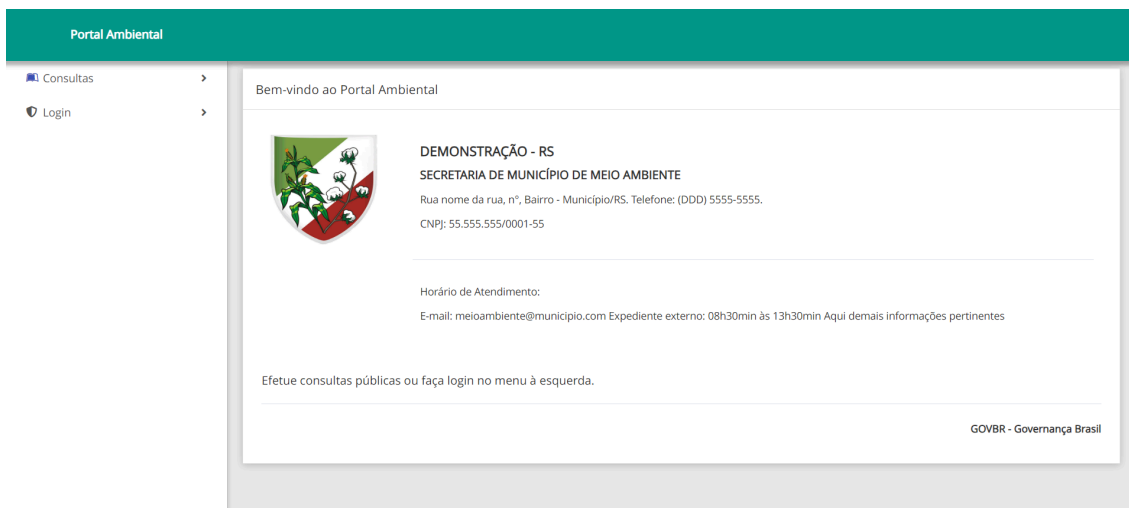 Portal Ambiental
Consultas
Login
Bem-vindo ao Portal Ambiental
DEMONSTRAÇÃO - RS
SECRETARIA DE MUNICÍPIO DE MEIO AMBIENTE
Rua nome da rua, nº, Bairro - Município/RS. Telefone: (DDD) 5555-5555.
CNPJ: 55.555.555/0001-55
Horário de Atendimento:
E-mail: meioambiente@municipio.com Expediente externo: 08h30min às 13h30min Aqui demais informações pertinentes
Efetue consultas públicas ou faça login no menu à esquerda.
GOVBR - Governança Brasil